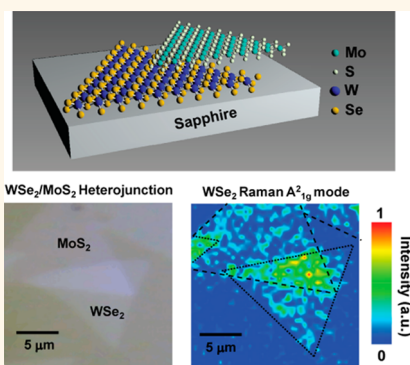 Mo
S
W
Se
Sapphire
WSe₂/MoS₂ Heterojunction
WSe₂ Raman A²₁g mode
MoS₂
WSe₂
5 μm
5 μm
1
0
Intensity (a.u.)